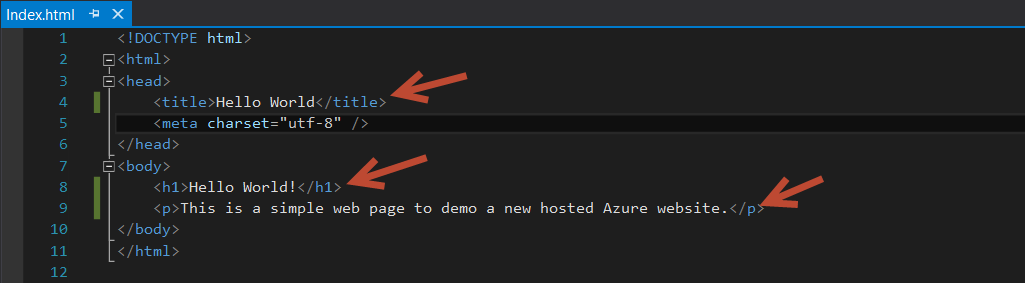 Index.html
1 <!DOCTYPE html>
2 <html>
3 <head>
4 <title>Hello World</title>
5 <meta charset="utf-8" />
6 </head>
7 <body>
8 <h1>Hello World!</h1>
9 <p>This is a simple web page to demo a new hosted Azure website.</p>
10 </body>
11 </html>
12